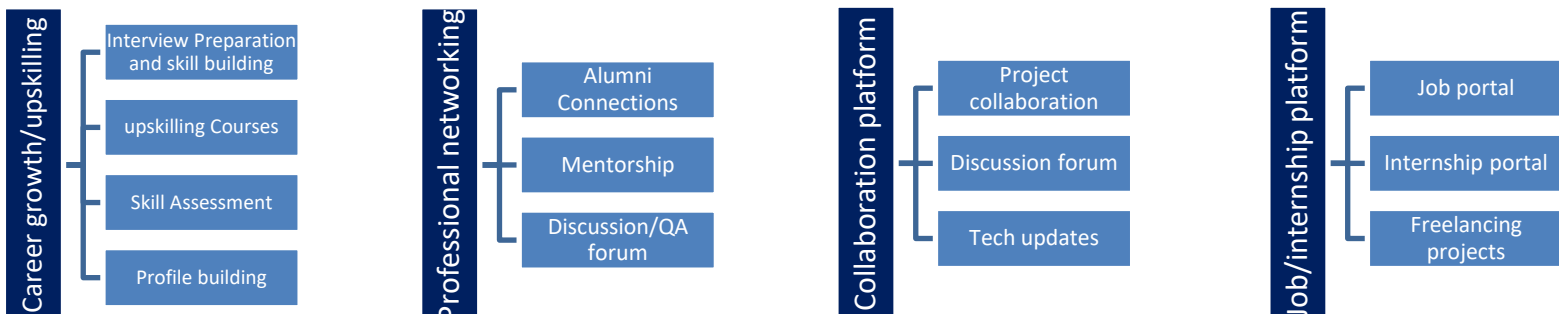 Career growth/upskilling
Interview Preparation
and skill building
upskilling Courses
Skill Assessment
Profile building
Professional networking
Alumni
Connections
Mentorship
Discussion/QA
forum
Collaboration platform
Project
collaboration
Discussion forum
Tech updates
Job/internship platform
Job portal
Internship portal
Freelancing
projects